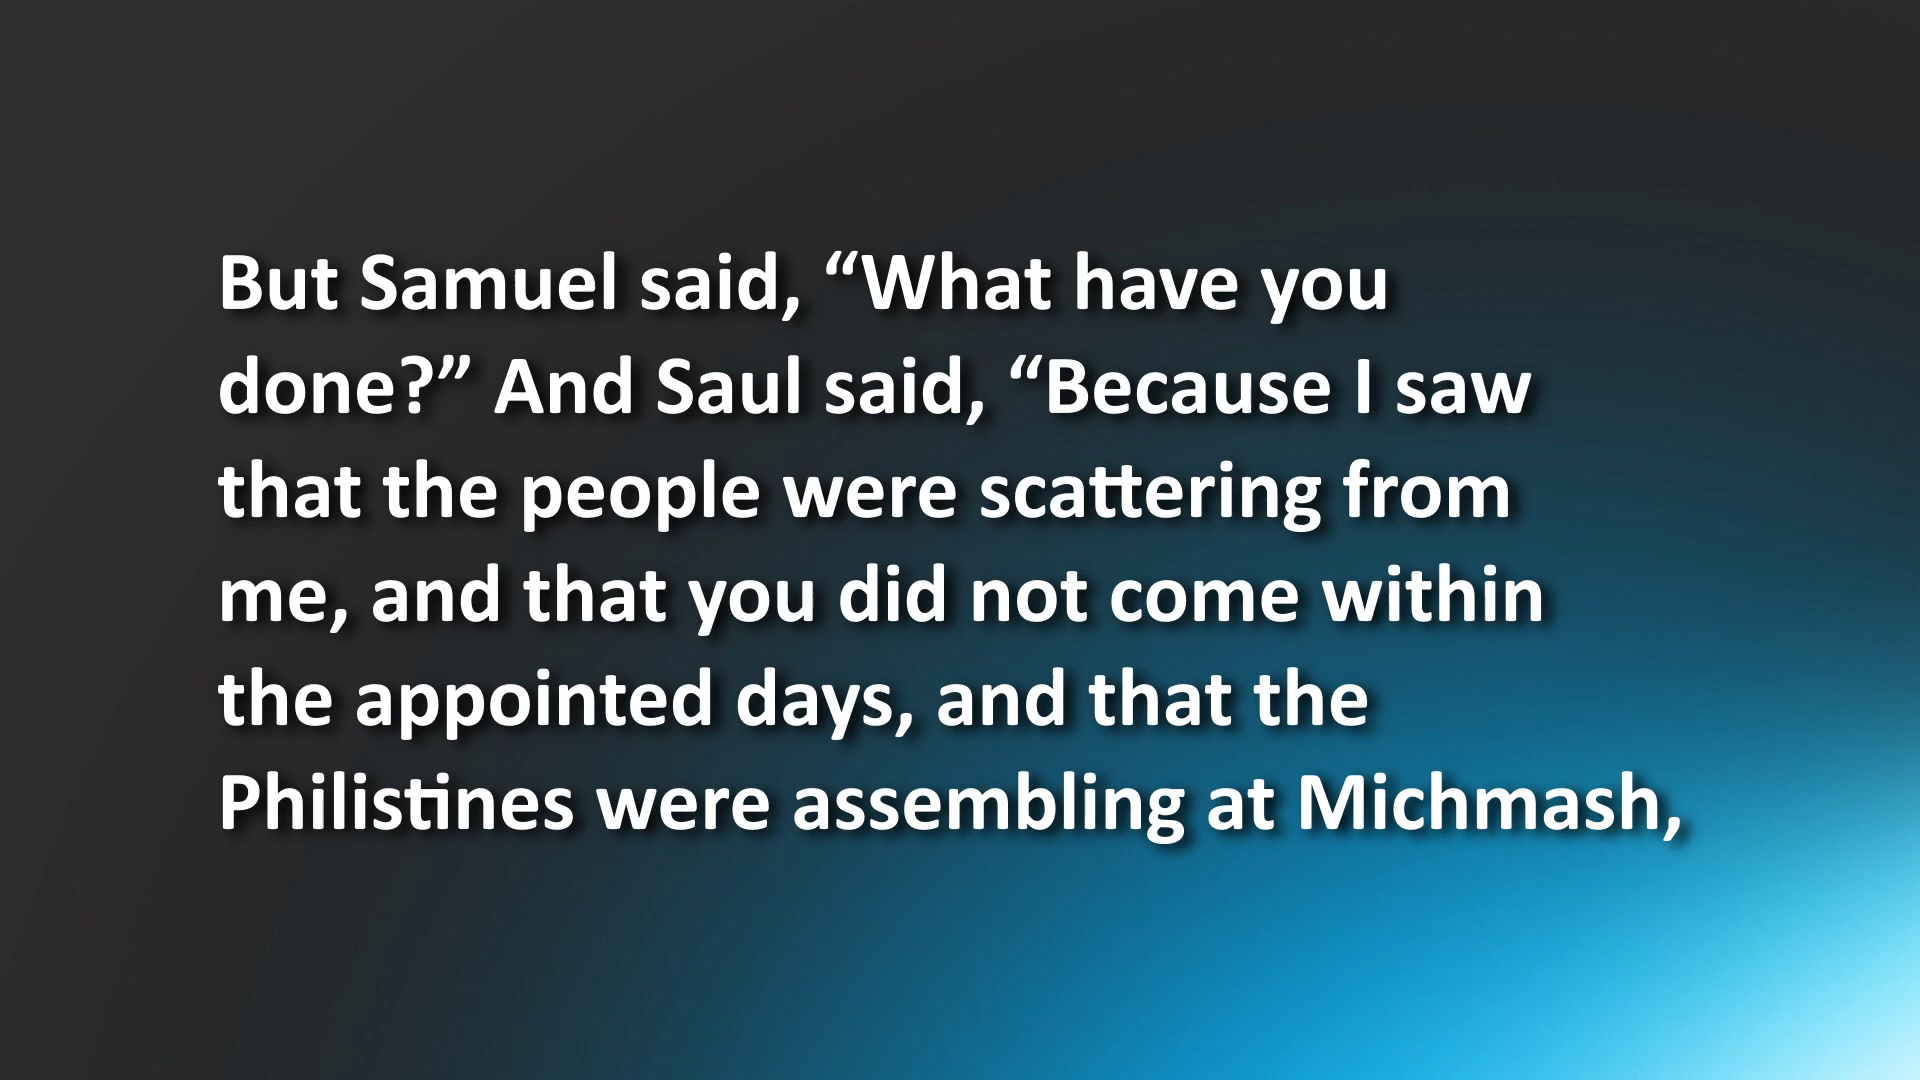 But Samuel said, “What have you
done?” And Saul said, “Because I saw
that the people were scattering from
me, and that you did not come within
the appointed days, and that the
Philistines were assembling at Michmash,